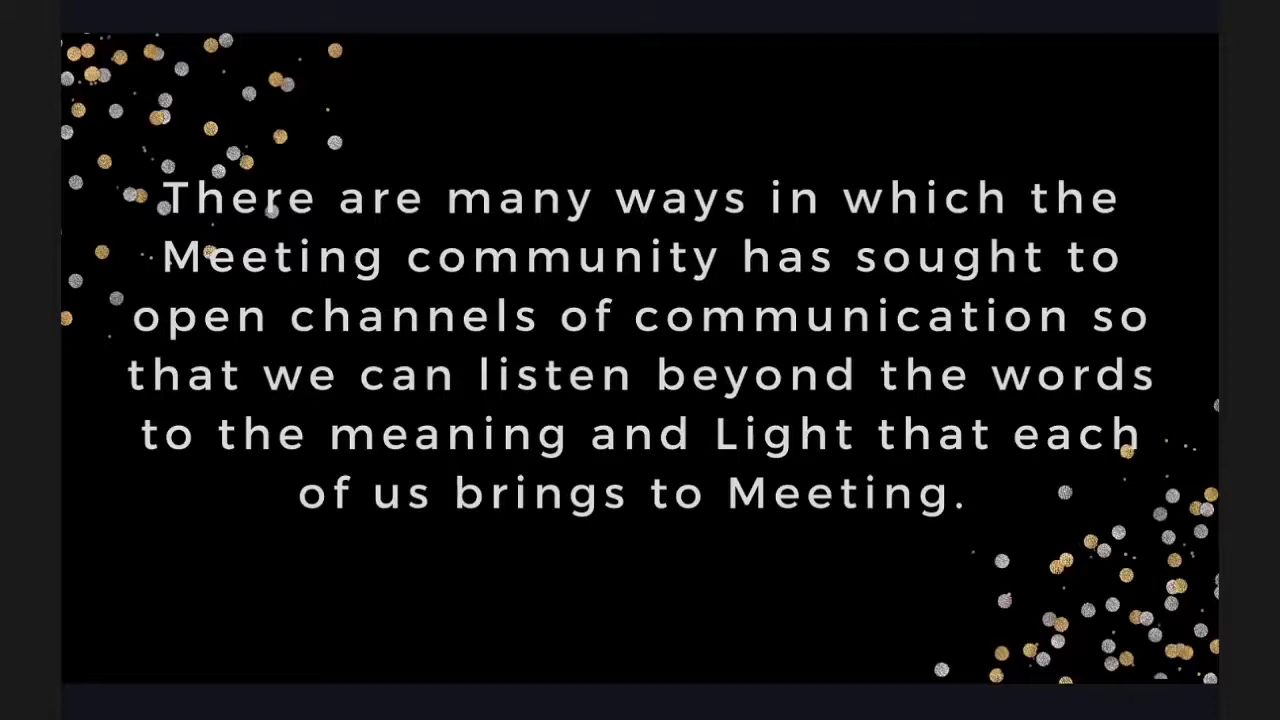 There are many ways in which the
Meeting community has sought to
open channels of communication so
that we can listen beyond the words
to the meaning and Light that each
of us brings to Meeting.